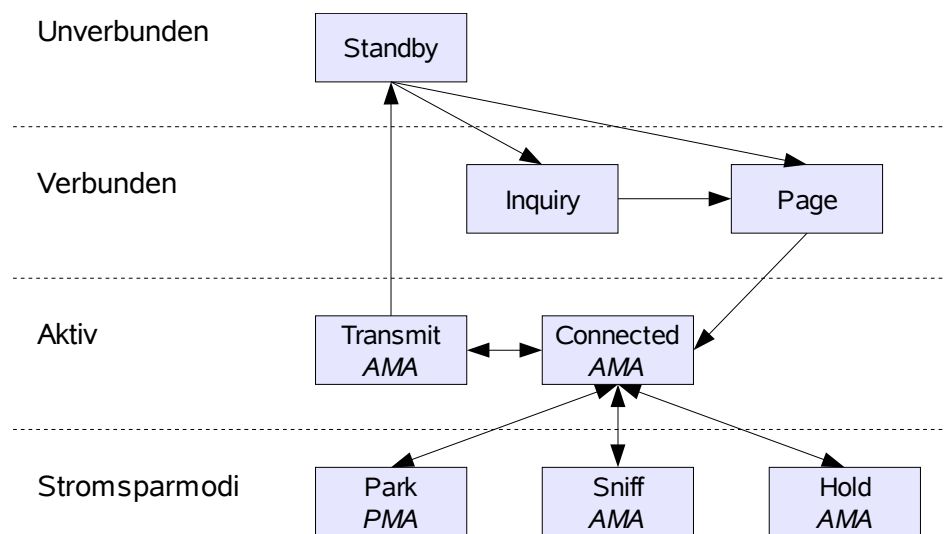 Unverbunden
Standby
Verbunden
Inquiry
Page
Aktiv
Transmit
AMA
Connected
AMA
Stromsparmodi
Park
PMA
Sniff
AMA
Hold
AMA